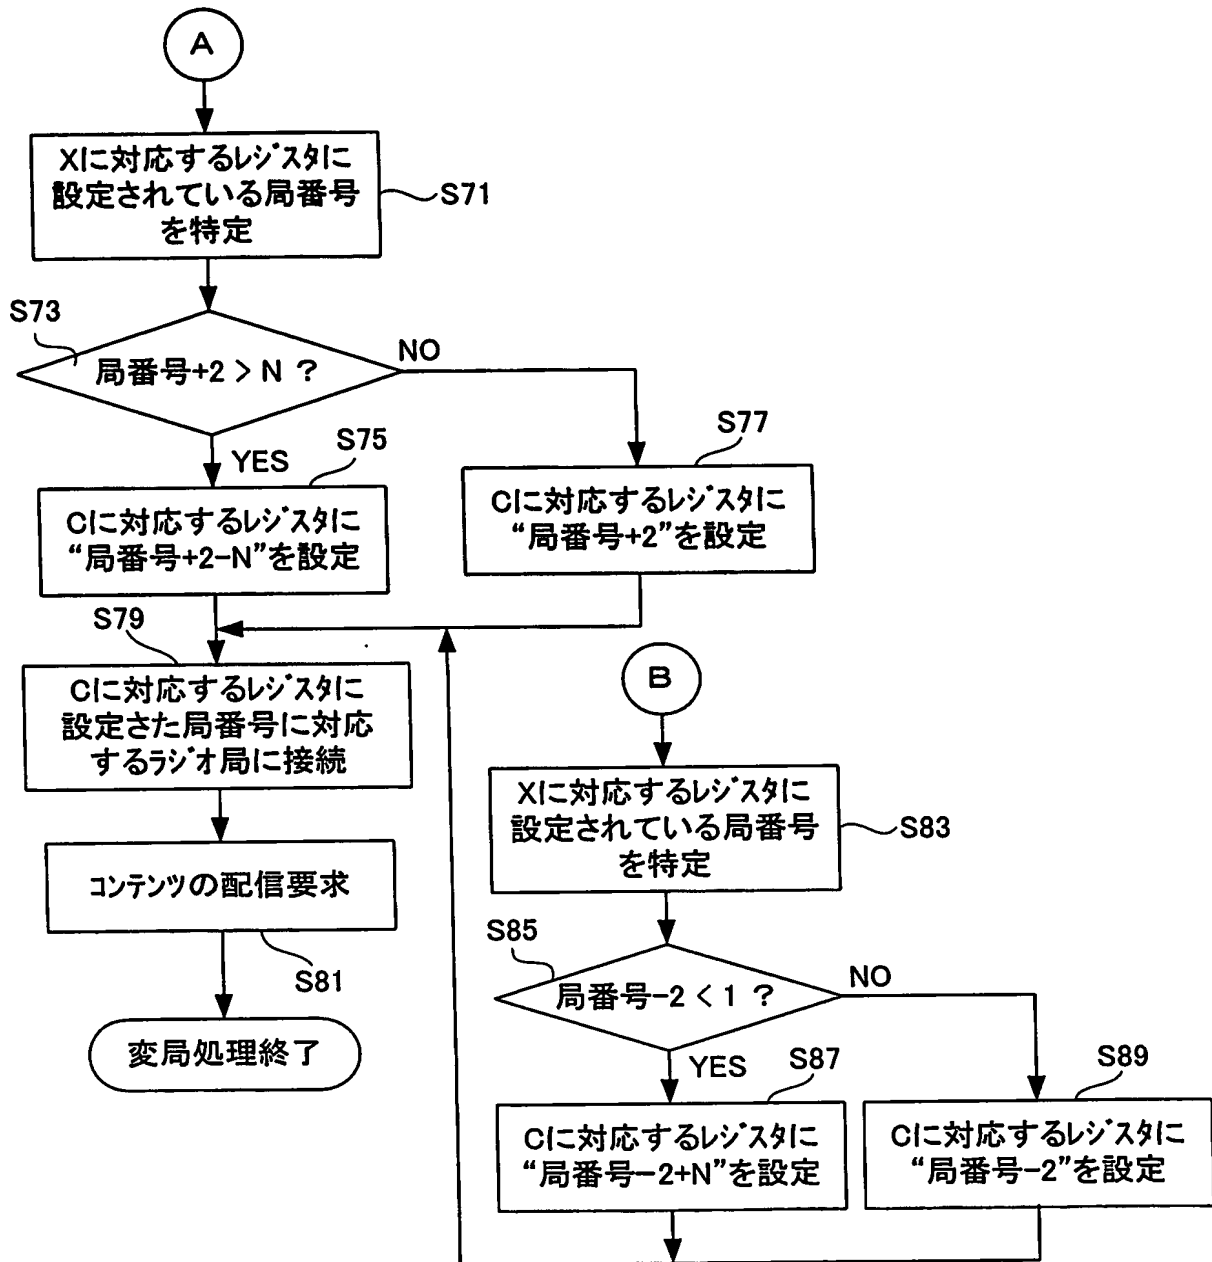 A
Xに対応するレジスタに
設定されている局番号
を特定
S71
S73
局番号+2 > N ?
NO
YES
S75
Cに対応するレジスタに
“局番号+2-N”を設定
S77
Cに対応するレジスタに
“局番号+2”を設定
S79
Cに対応するレジスタに
設定さた局番号に対応
するラジオ局に接続
コンテンツの配信要求
S81
変局処理終了
B
Xに対応するレジスタに
設定されている局番号
を特定
S83
S85
局番号-2 < 1 ?
NO
YES
S87
Cに対応するレジスタに
“局番号-2+N”を設定
S89
Cに対応するレジスタに
“局番号-2”を設定